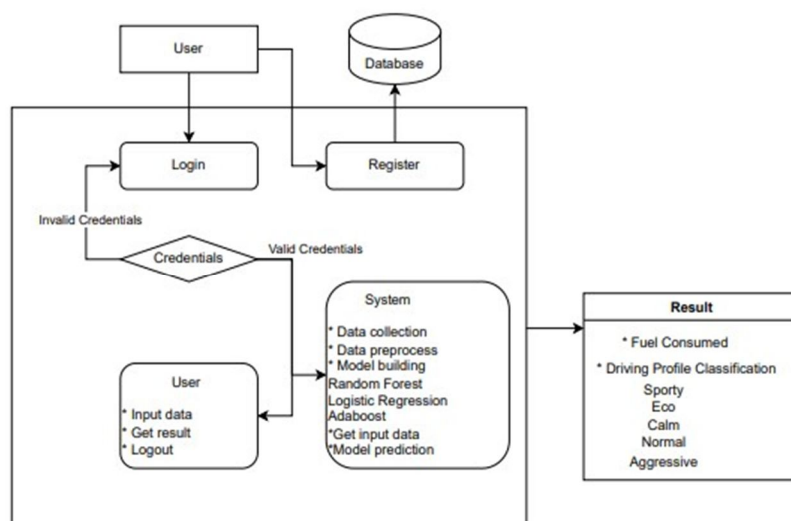 User
Database
Login
Register
Invalid Credentials
Credentials
Valid Credentials
System
* Data collection
* Data preprocess
* Model building
Random Forest
Logistic Regression
Adaboost
*Get input data
*Model prediction
User
* Input data
* Get result
* Logout
Result
* Fuel Consumed
* Driving Profile Classification
Sporty
Eco
Calm
Normal
Aggressive